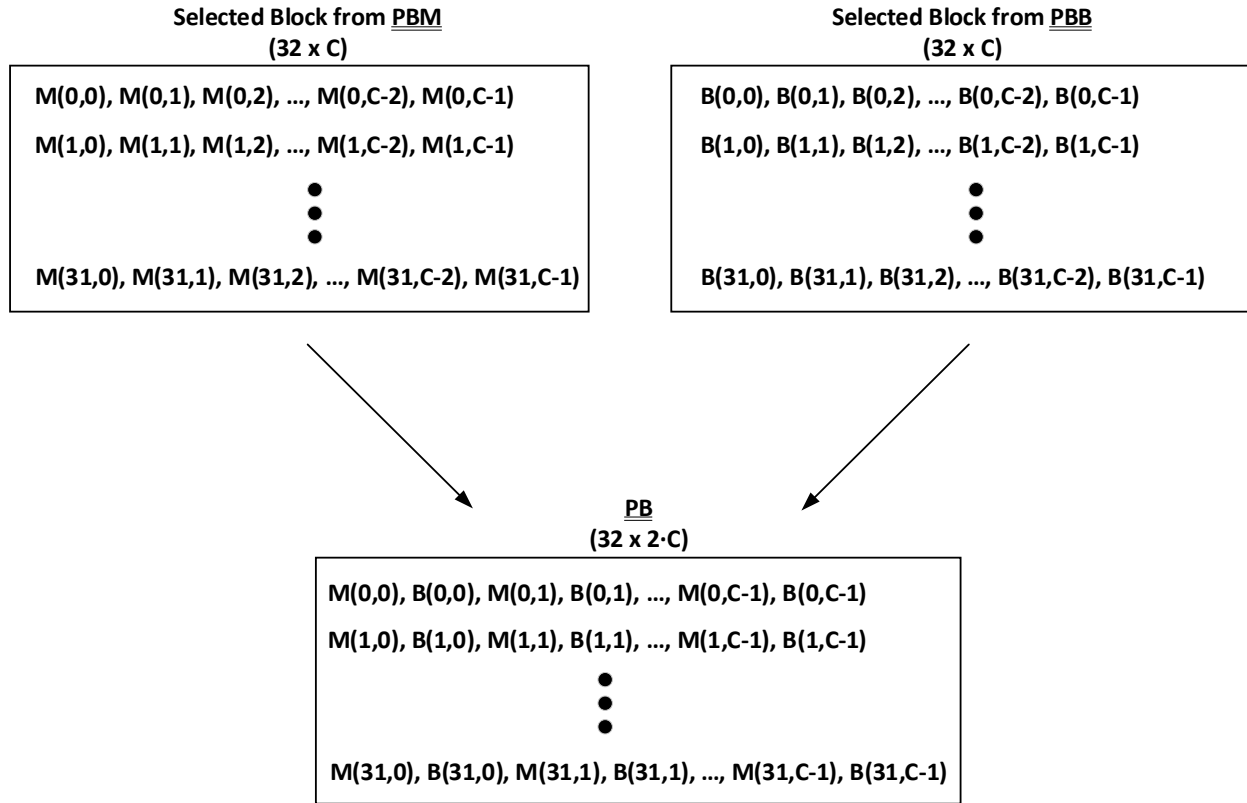 Selected Block from PBM
(32 x C)
M(0,0), M(0,1), M(0,2), ..., M(0,C-2), M(0,C-1)
M(1,0), M(1,1), M(1,2), ..., M(1,C-2), M(1,C-1)
M(31,0), M(31,1), M(31,2), ..., M(31,C-2), M(31,C-1)
Selected Block from PBB
(32 x C)
B(0,0), B(0,1), B(0,2), ..., B(0,C-2), B(0,C-1)
B(1,0), B(1,1), B(1,2), ..., B(1,C-2), B(1,C-1)
B(31,0), B(31,1), B(31,2), ..., B(31,C-2), B(31,C-1)
PB
(32 x 2·C)
M(0,0), B(0,0), M(0,1), B(0,1), ..., M(0,C-1), B(0,C-1)
M(1,0), B(1,0), M(1,1), B(1,1), ..., M(1,C-1), B(1,C-1)
M(31,0), B(31,0), M(31,1), B(31,1), ..., M(31,C-1), B(31,C-1)